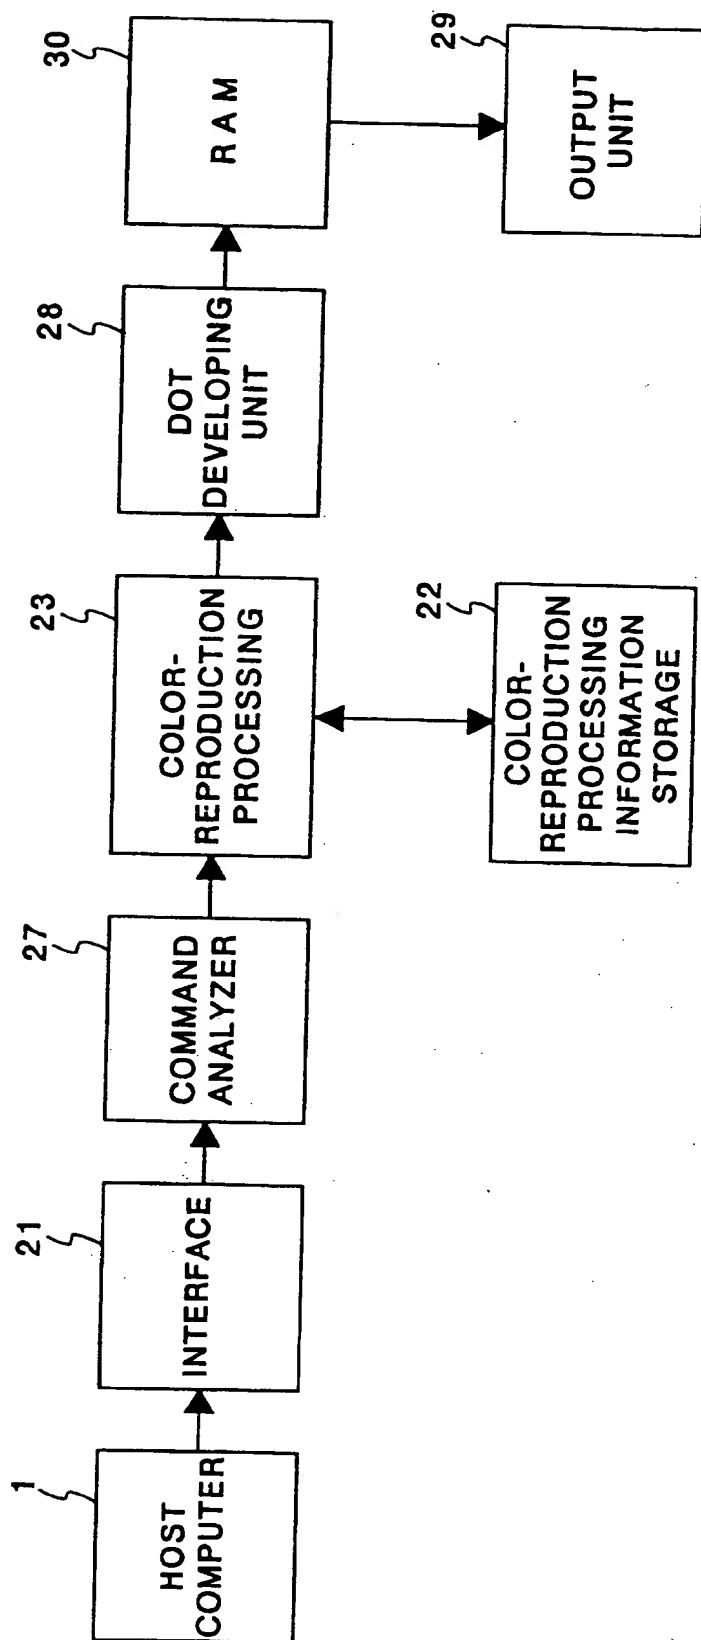 1
HOST
COMPUTER
21
INTERFACE
27
COMMAND
ANALYZER
23
COLOR-
REPRODUCTION
PROCESSING
28
DOT
DEVELOPING
UNIT
30
RAM
22
COLOR-
REPRODUCTION
PROCESSING
INFORMATION
STORAGE
29
OUTPUT
UNIT